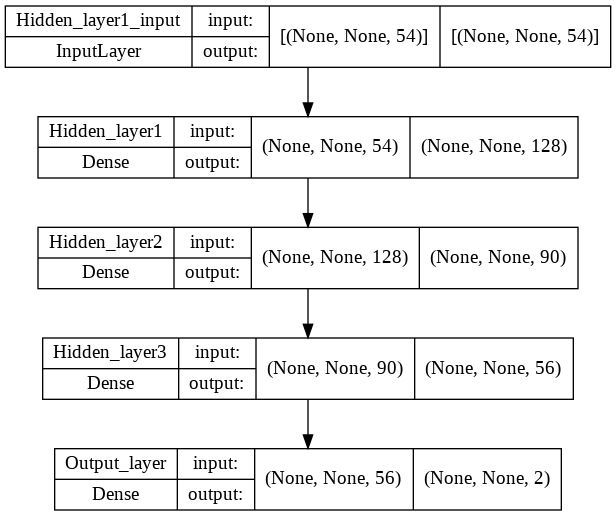 Hidden_layer1_input input: [(None, None, 54)] [(None, None, 54)]
InputLayer output:
Hidden_layer1 input: (None, None, 54) (None, None, 128)
Dense output:
Hidden_layer2 input: (None, None, 128) (None, None, 90)
Dense output:
Hidden_layer3 input: (None, None, 90) (None, None, 56)
Dense output:
Output_layer input: (None, None, 56) (None, None, 2)
Dense output: